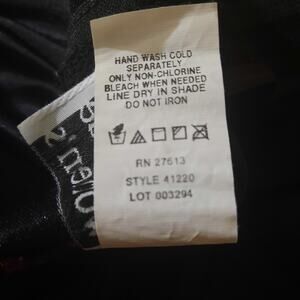 HAND WASH COLD
SEPARATELY
ONLY NON-CHLORINE
BLEACH WHEN NEEDED
LINE DRY IN SHADE
DO NOT IRON
RN 27613
STYLE 41220
LOT 003294